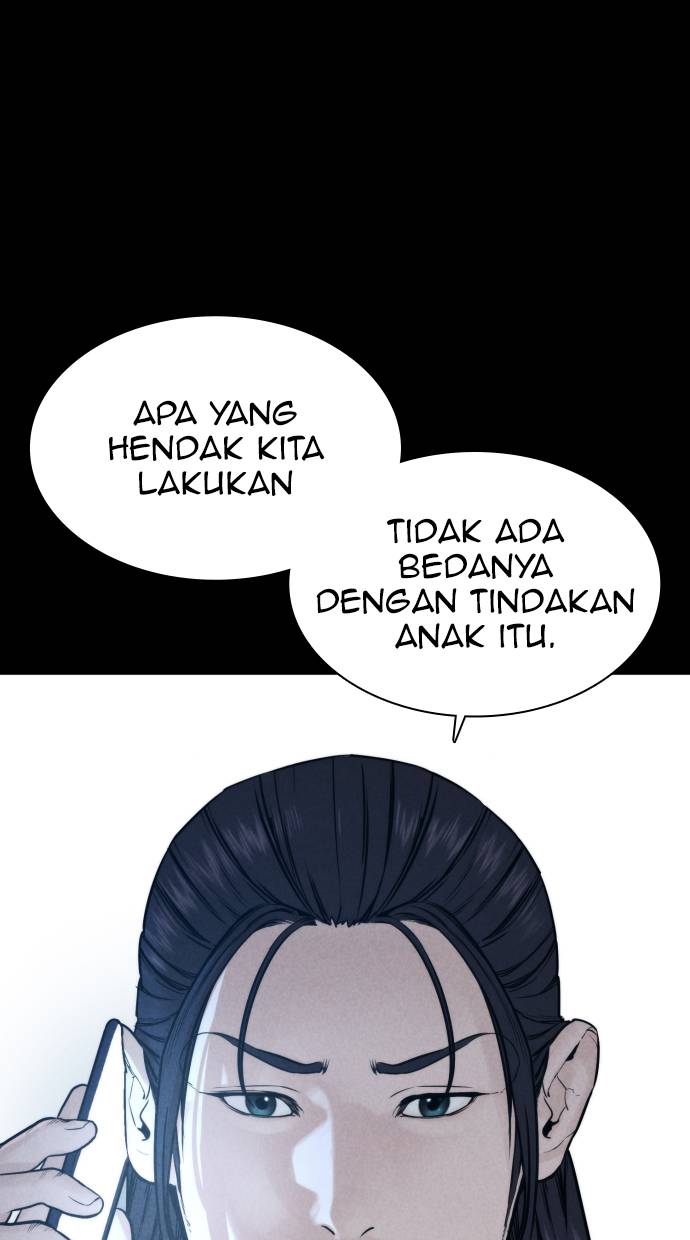 APA YANG
HENDAK KITA
LAKUKAN
TIDAK ADA
BEDANYA
DENGAN TINDAKAN
ANAK ITU.